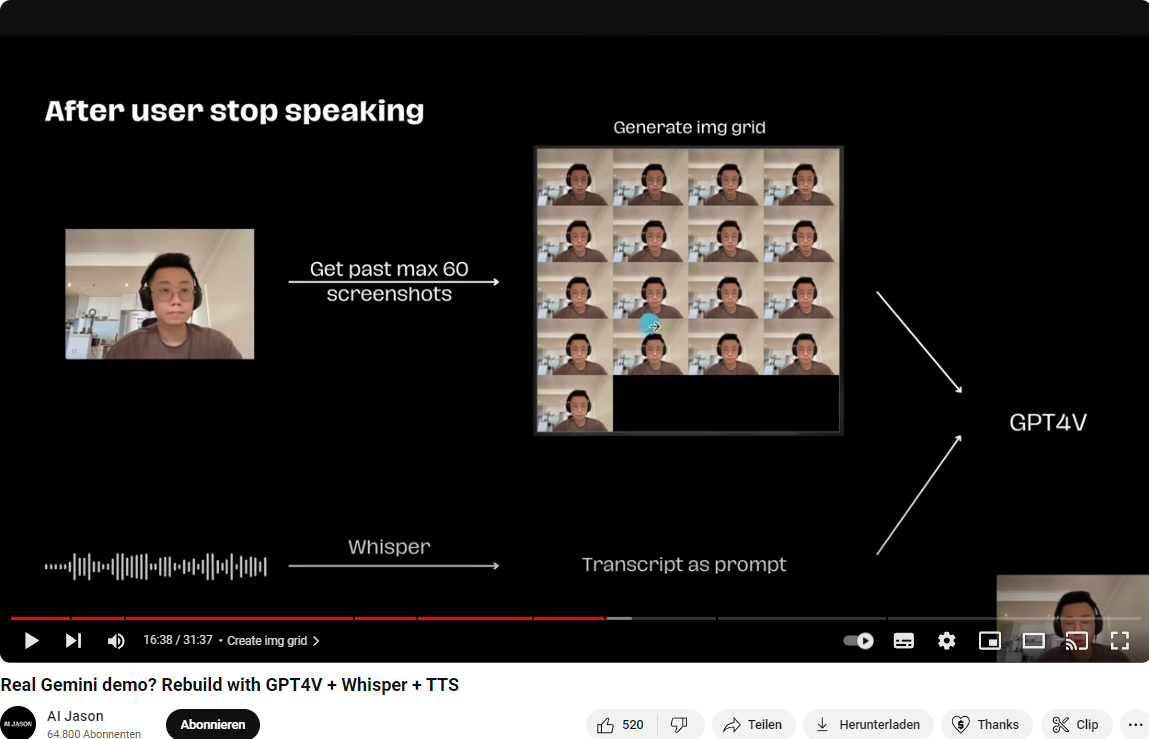 After user stop speaking
Generate img grid
Get past max 60
screenshots
GPT4V
Whisper
Transcript as prompt
16:38 / 31:37 • Create img grid
Real Gemini demo? Rebuild with GPT4V + Whisper + TTS
AI JASON
AI Jason
64.800 Abonnenten
Abonnieren
520
Teilen
Herunterladen
Thanks
Clip